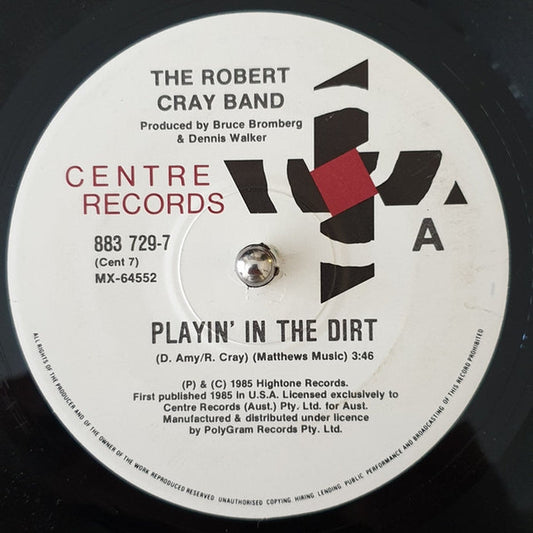 THE ROBERT
CRAY BAND
Produced by Bruce Bromberg
& Dennis Walker
CENTRE
RECORDS
883 729-7
(Cent 7)
MX-64552
A
PLAYIN' IN THE DIRT
(D. Amy/R. Cray) (Matthews Music) 3:46
(P) & (C) 1985 Hightone Records.
First published 1985 in U.S.A. Licensed exclusively to
Centre Records (Aust.) Pty. Ltd. for Aust.
Manufactured & distributed under licence
by PolyGram Records Pty. Ltd.
ALL RIGHTS OF THE PRODUCER AND OF THE OWNER OF THE WORK REPRODUCED RESERVED UNAUTHORISED COPYING. HIRING LENDING. PUBLIC PERFORMANCE AND BROADCASTING OF THIS RECORD PROHIBITED